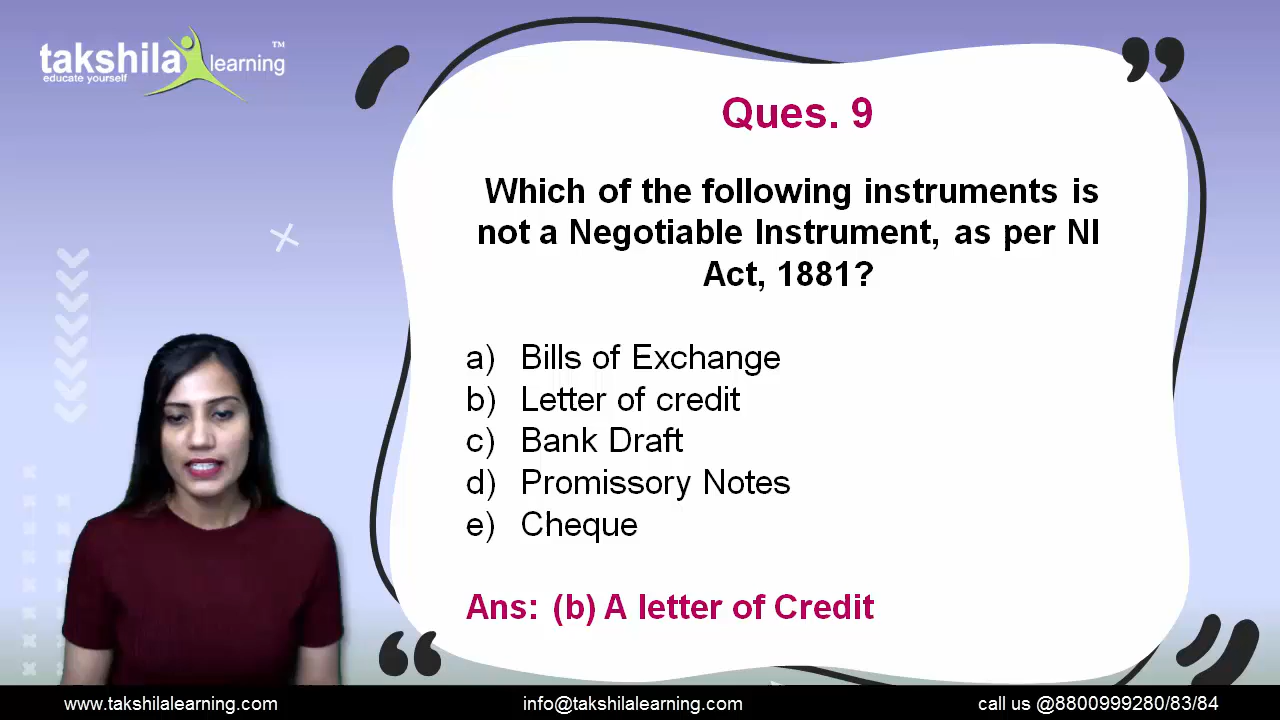 takshila learning™
educate yourself
Ques. 9
Which of the following instruments is
not a Negotiable Instrument, as per NI
Act, 1881?
a) Bills of Exchange
b) Letter of credit
c) Bank Draft
d) Promissory Notes
e) Cheque
Ans: (b) A letter of Credit
www.takshilalearning.com info@takshilalearning.com call us @8800999280/83/84